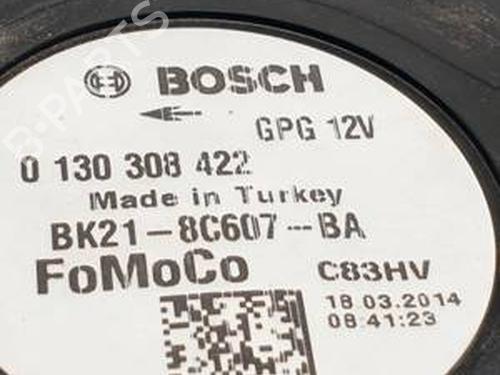 B-PARTS
BOSCH
GPG 12V
0 130 308 422
Made in Turkey
BK21-8C607--BA
FoMoCo
C83HV
18.03.2014
08:41:23